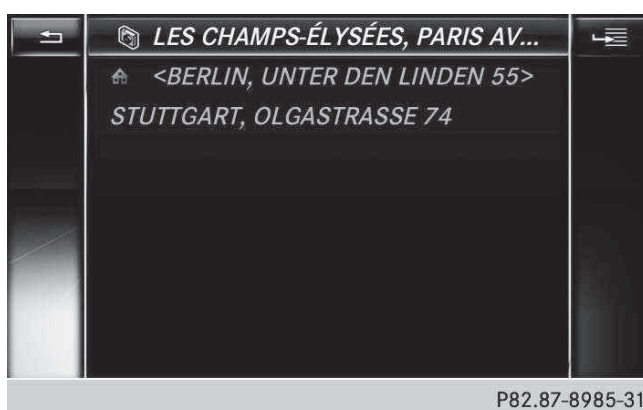 LES CHAMPS-ÉLYSÉES, PARIS AV...
<BERLIN, UNTER DEN LINDEN 55>
STUTTGART, OLGASTRASSE 74
P82.87-8985-31